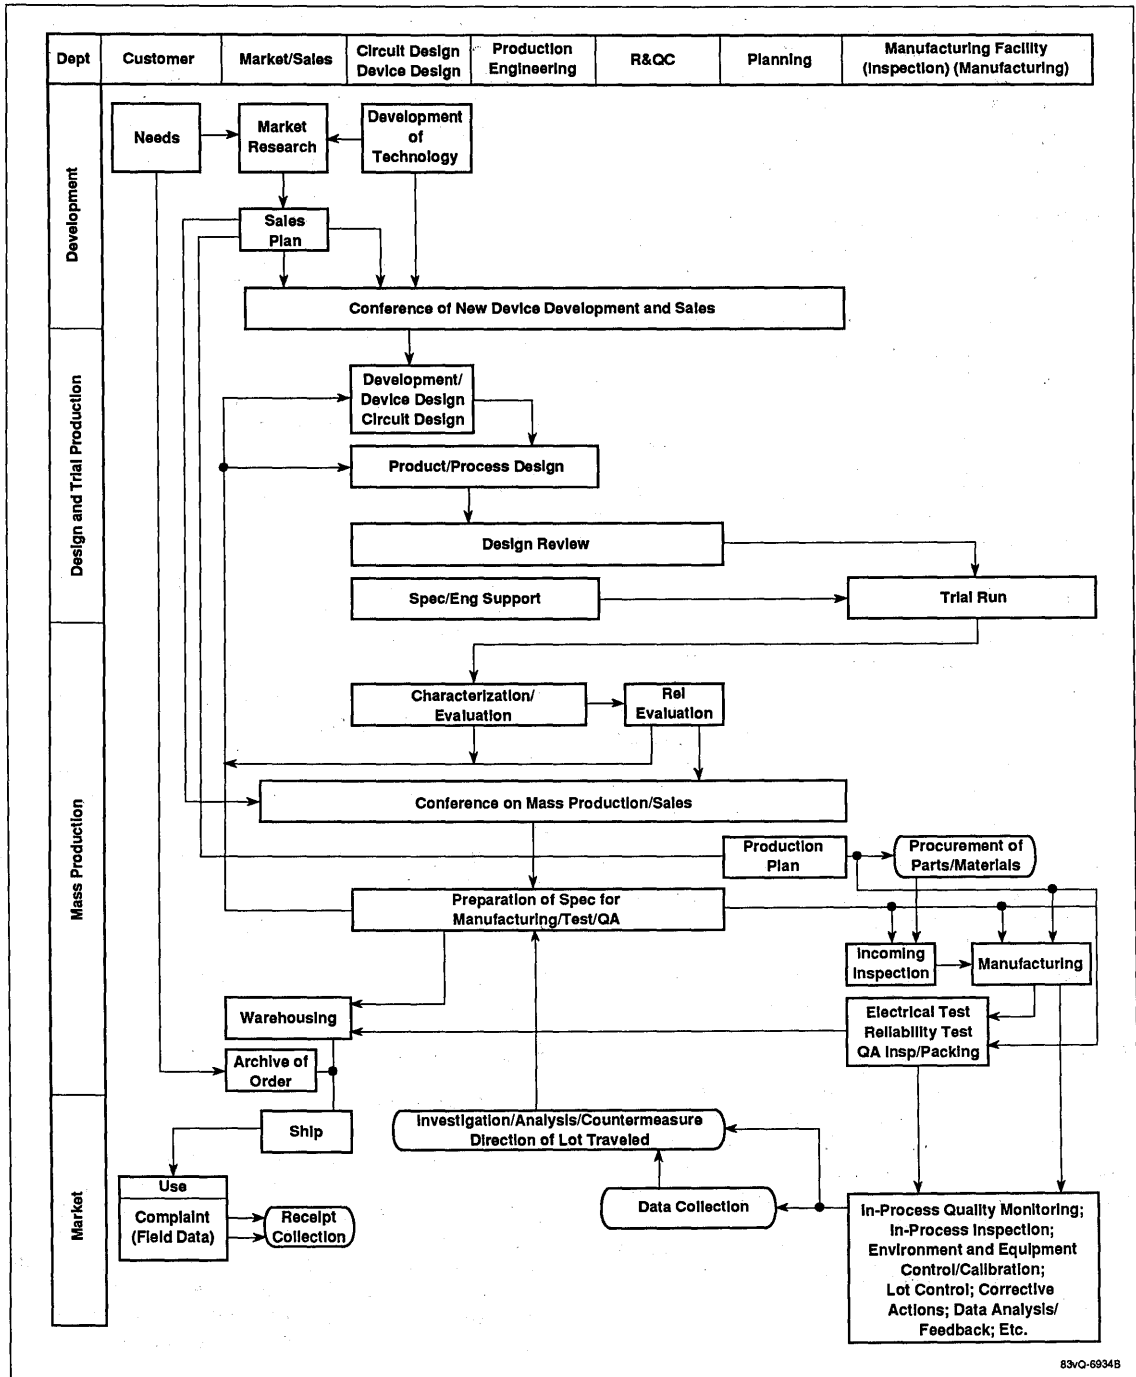 Dept
Customer
Market/Sales
Circuit Design
Device Design
Production
Engineering
R&QC
Planning
Manufacturing Facility
(Inspection) (Manufacturing)
Development
Needs
Market
Research
Development
of
Technology
Sales
Plan
Conference of New Device Development and Sales
Design and Trial Production
Development/
Device Design
Circuit Design
Product/Process Design
Design Review
Spec/Eng Support
Trial Run
Mass Production
Characterization/
Evaluation
Rel
Evaluation
Conference on Mass Production/Sales
Production
Plan
Procurement of
Parts/Materials
Preparation of Spec for
Manufacturing/Test/QA
Incoming
Inspection
Manufacturing
Warehousing
Electrical Test
Reliability Test
QA Insp/Packing
Archive of
Order
Market
Ship
Investigation/Analysis/Countermeasure
Direction of Lot Traveled
Use
Complaint
(Field Data)
Receipt
Collection
Data Collection
In-Process Quality Monitoring;
In-Process Inspection;
Environment and Equipment
Control/Calibration;
Lot Control; Corrective
Actions; Data Analysis/
Feedback; Etc.
83vQ-6934B